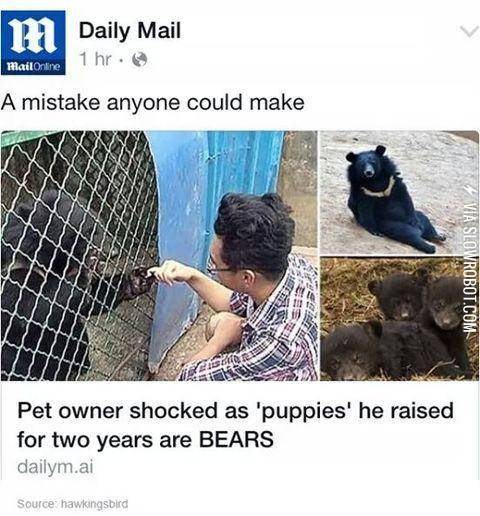 M
MailOnline
Daily Mail
1 hr ·
A mistake anyone could make
VIA SLOWROBOT.COM
Pet owner shocked as 'puppies' he raised
for two years are BEARS
dailym.ai
Source: hawkingsbird